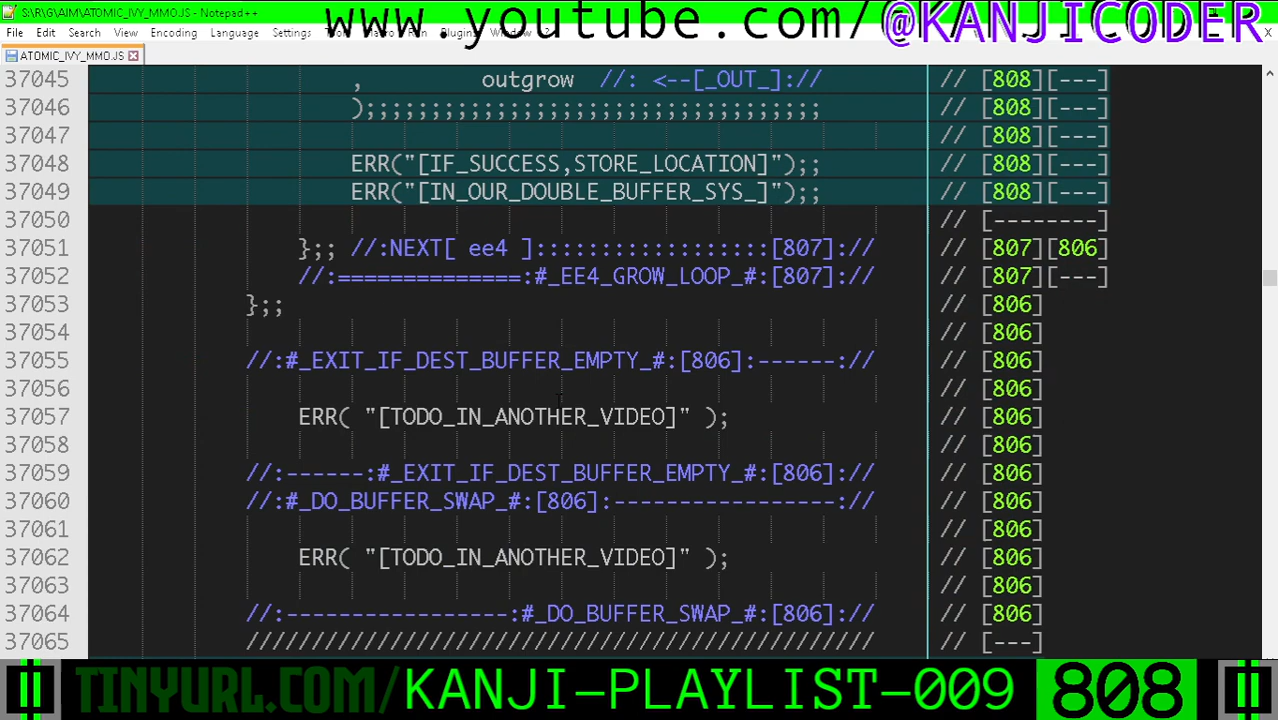 S:\R\G\AIM\ATOMIC_IVY_MMO.JS - Notepad++
www.youtube.com/@KANJICODER
File Edit Search View Encoding Language Settings Run Plugins
ATOMIC_IVY_MMO.JS
37045 , outgrow //: <--[_OUT_]:// // [808][---]
37046 );;;;;;;;;;;;;;;;;;;;;;;;;;;;;;;;;;; // [808][---]
37047 // [808][---]
37048 ERR("[IF_SUCCESS,STORE_LOCATION]");; // [808][---]
37049 ERR("[IN_OUR_DOUBLE_BUFFER_SYS_]");; // [808][---]
37050 // [--------]
37051 };; //:NEXT[ ee4 ]::::::::::::::::::[807]:// // [807][806]
37052 //:==============:#_EE4_GROW_LOOP_#:[807]:// // [807][---]
37053 };; // [806]
37054 // [806]
37055 //:#_EXIT_IF_DEST_BUFFER_EMPTY_#:[806]:------:// // [806]
37056 // [806]
37057 ERR( "[TODO_IN_ANOTHER_VIDEO]" ); // [806]
37058 // [806]
37059 //:------:#_EXIT_IF_DEST_BUFFER_EMPTY_#:[806]:// // [806]
37060 //:#_DO_BUFFER_SWAP_#:[806]:-----------------:// // [806]
37061 // [806]
37062 ERR( "[TODO_IN_ANOTHER_VIDEO]" ); // [806]
37063 // [806]
37064 //:-----------------:#_DO_BUFFER_SWAP_#:[806]:// // [806]
37065 //////////////////////////////////////////////// // [---]
TINYURL.COM/KANJI-PLAYLIST-009 808